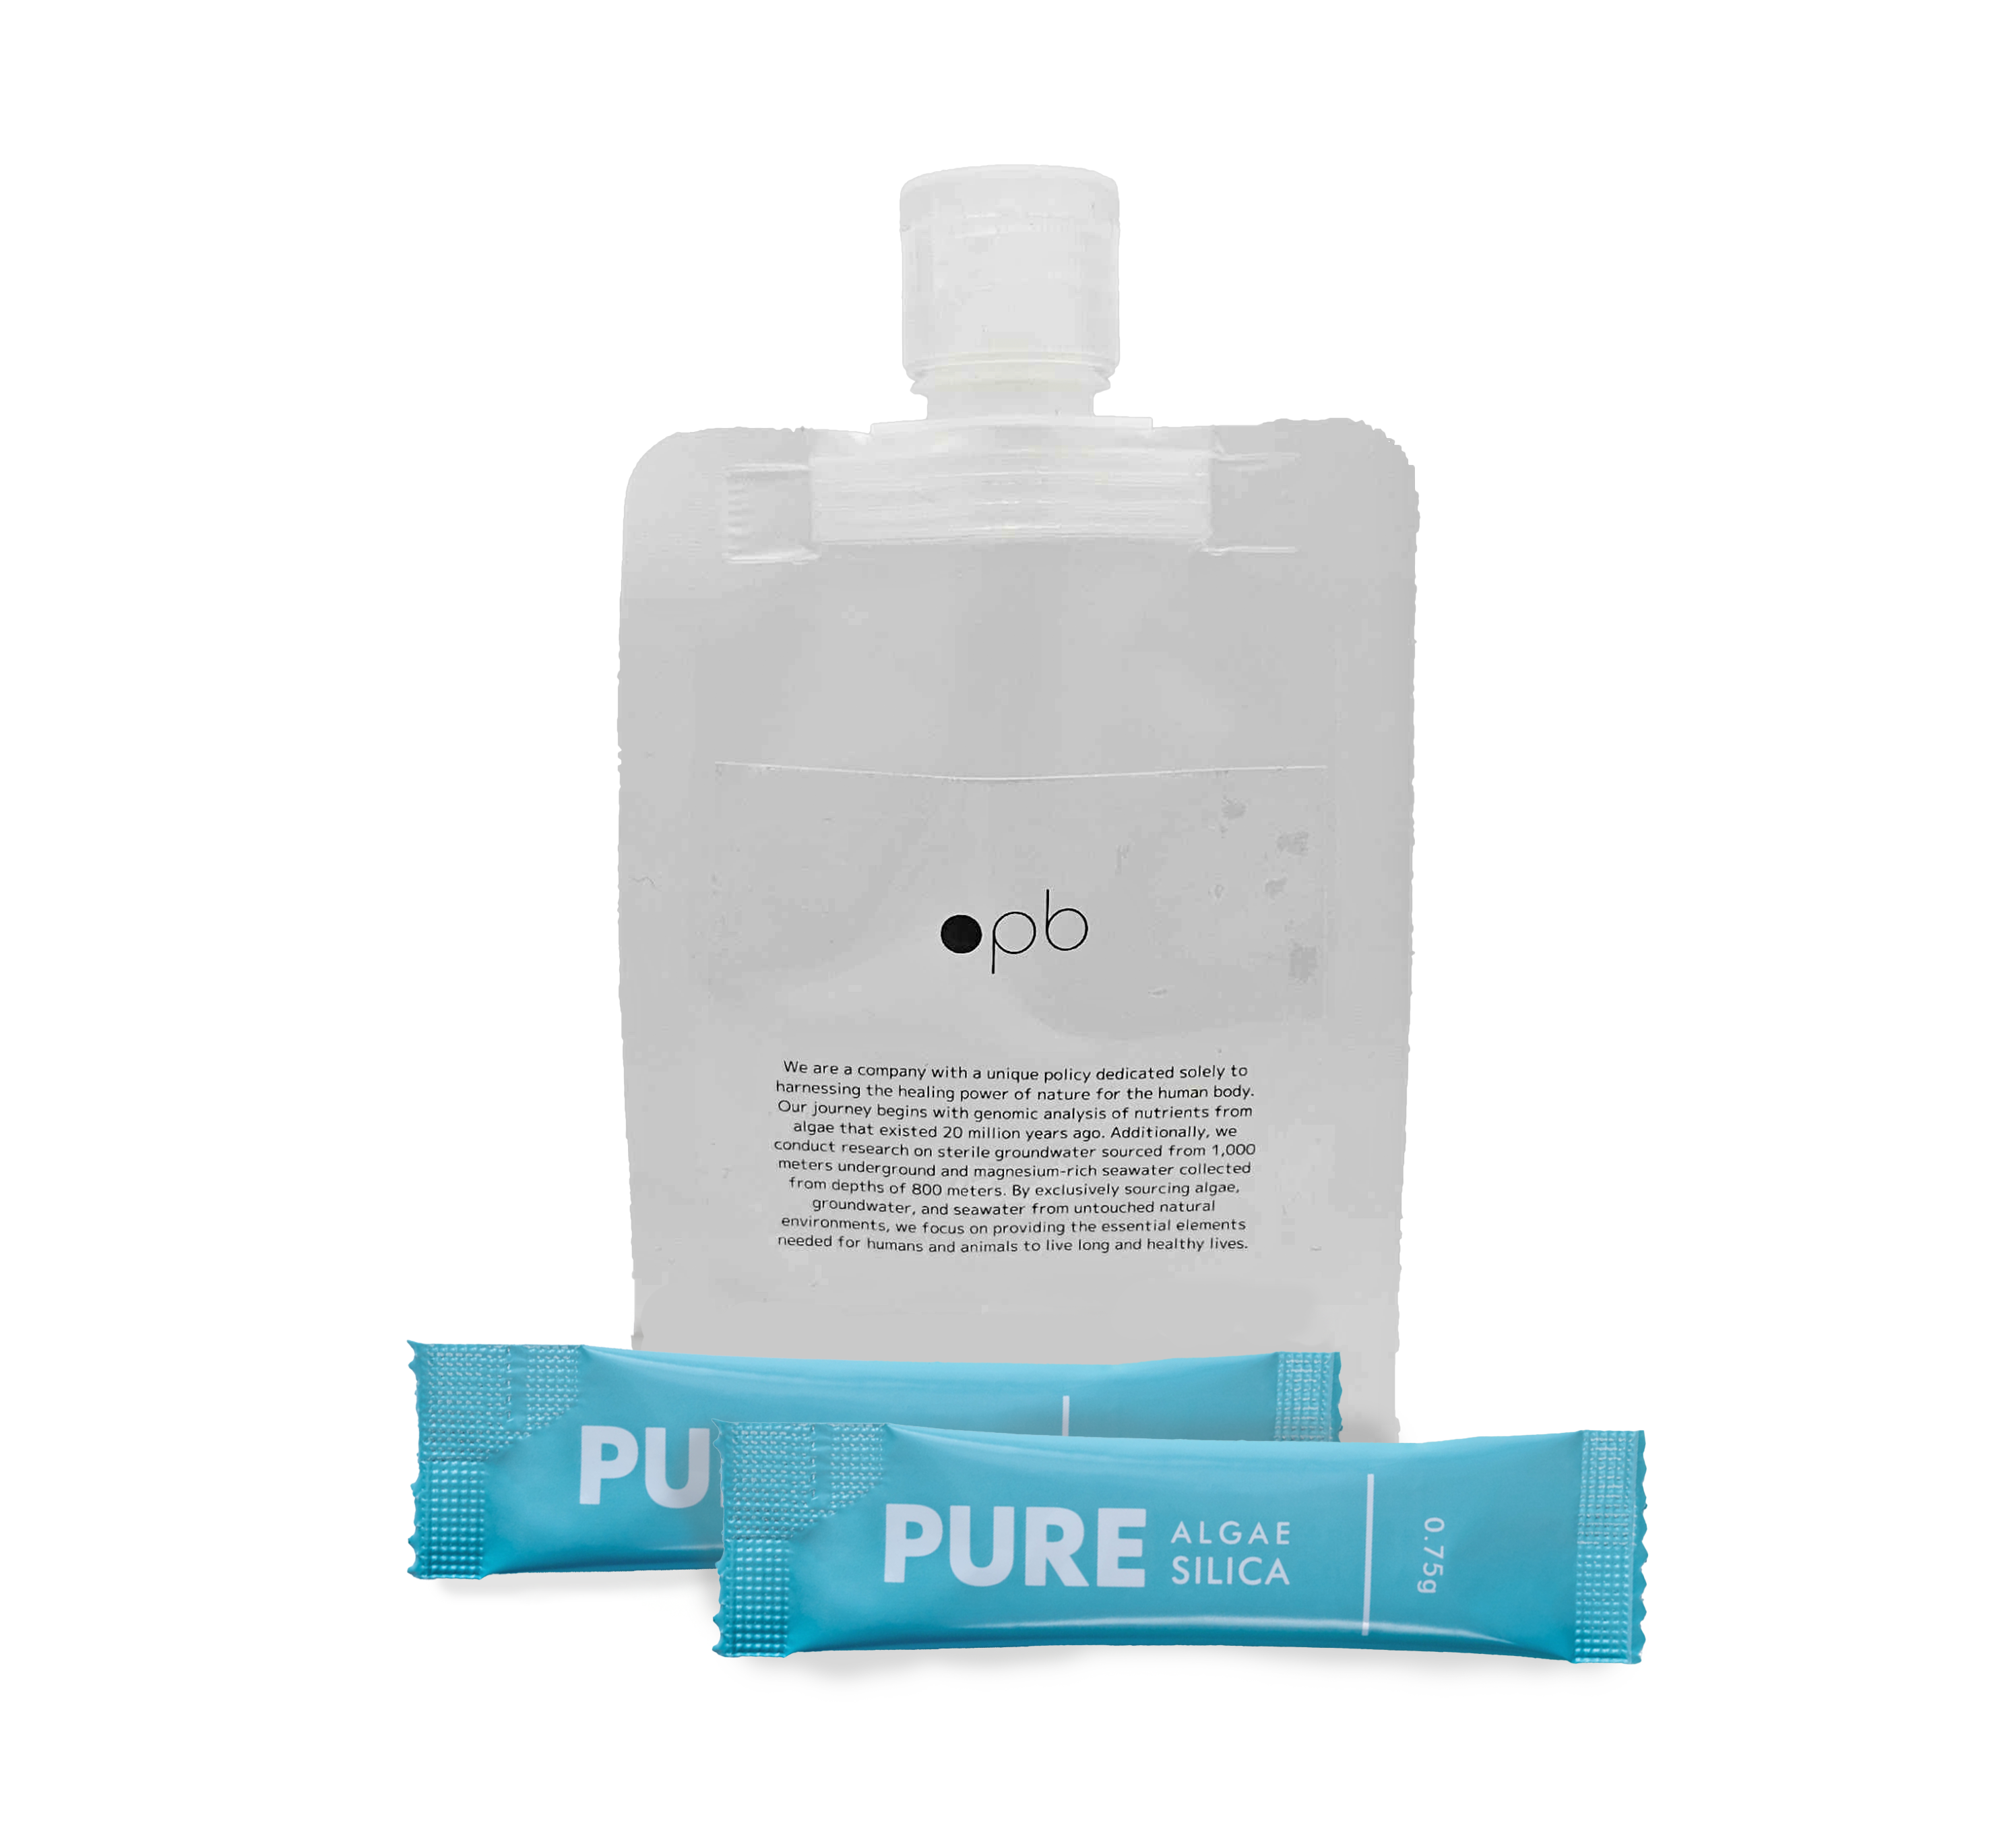 pb
We are a company with a unique policy dedicated solely to
harnessing the healing power of nature for the human body.
Our journey begins with genomic analysis of nutrients from
algae that existed 20 million years ago. Additionally, we
conduct research on sterile groundwater sourced from 1,000
meters underground and magnesium-rich seawater collected
from depths of 800 meters. By exclusively sourcing algae,
groundwater, and seawater from untouched natural
environments, we focus on providing the essential elements
needed for humans and animals to live long and healthy lives.
PU
PURE ALGAE
SILICA
0.75g